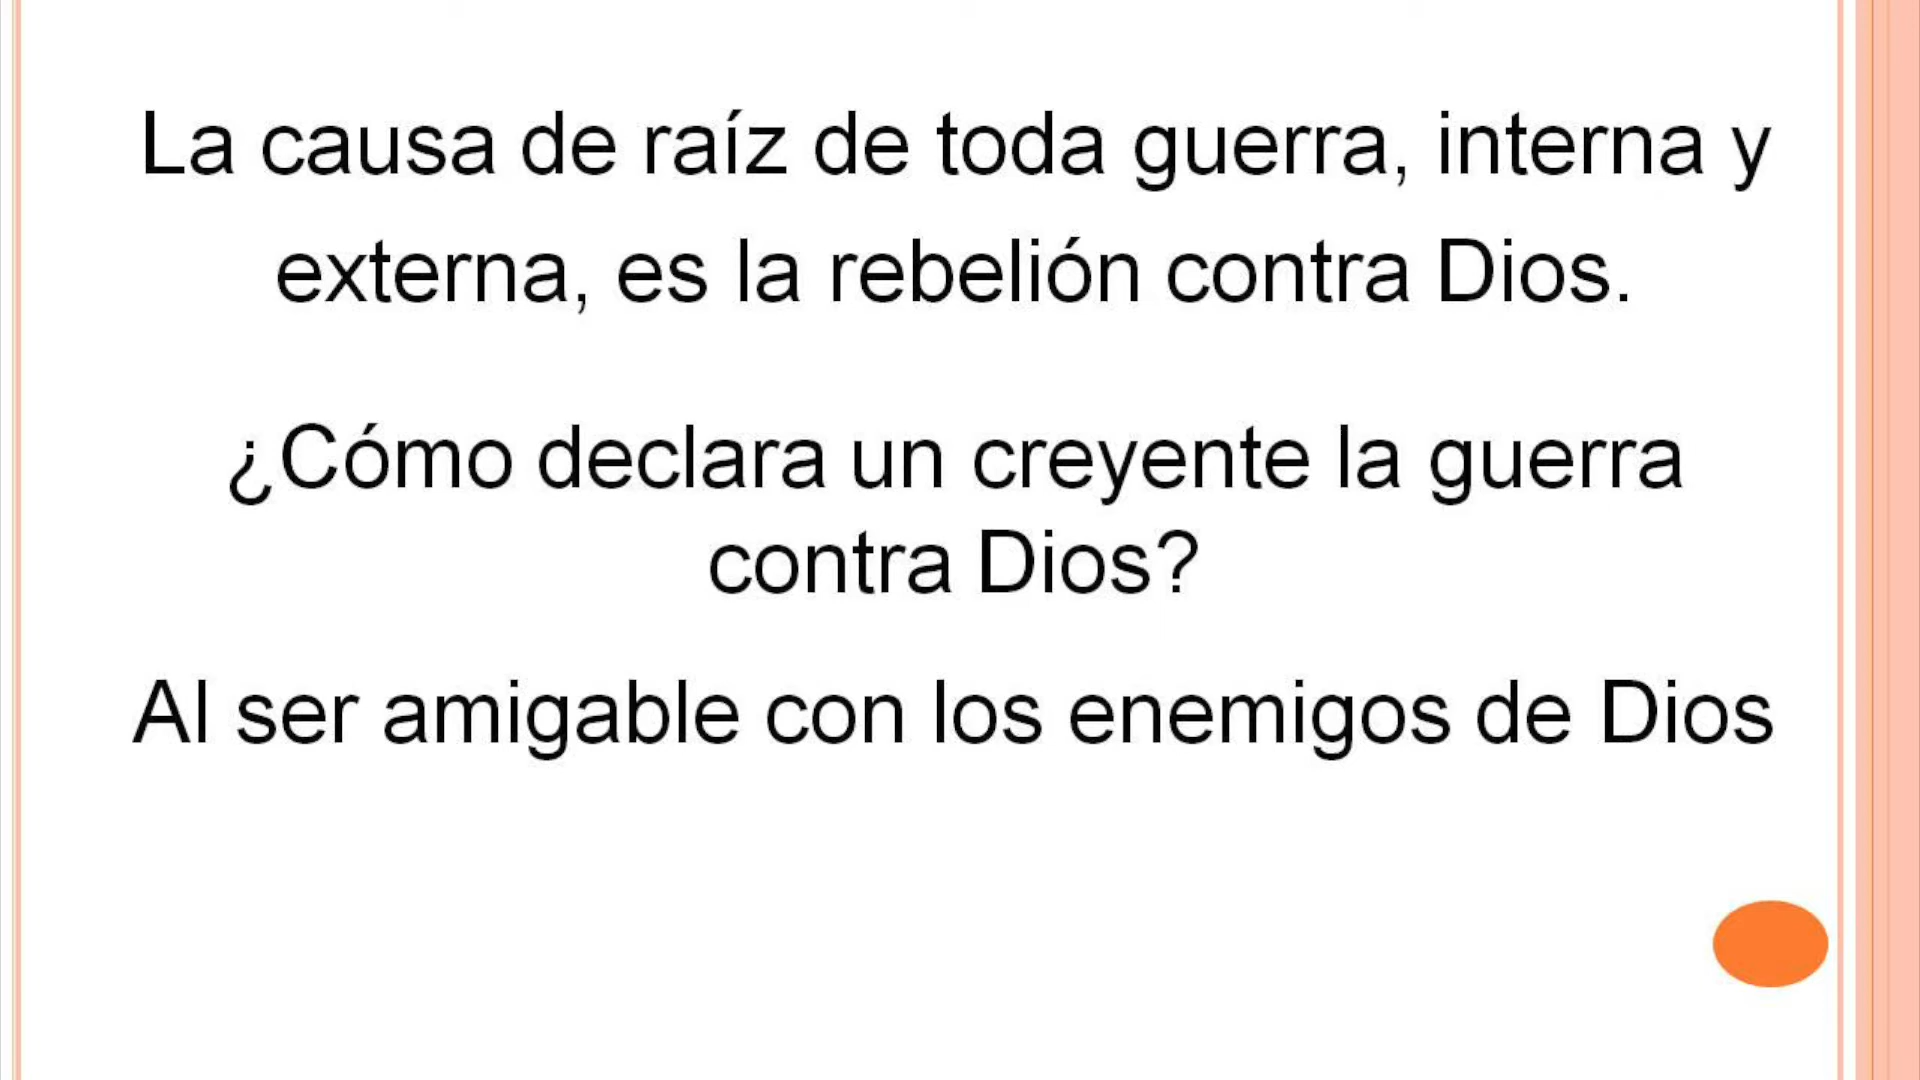 La causa de raíz de toda guerra, interna y
externa, es la rebelión contra Dios.
¿Cómo declara un creyente la guerra
contra Dios?
Al ser amigable con los enemigos de Dios